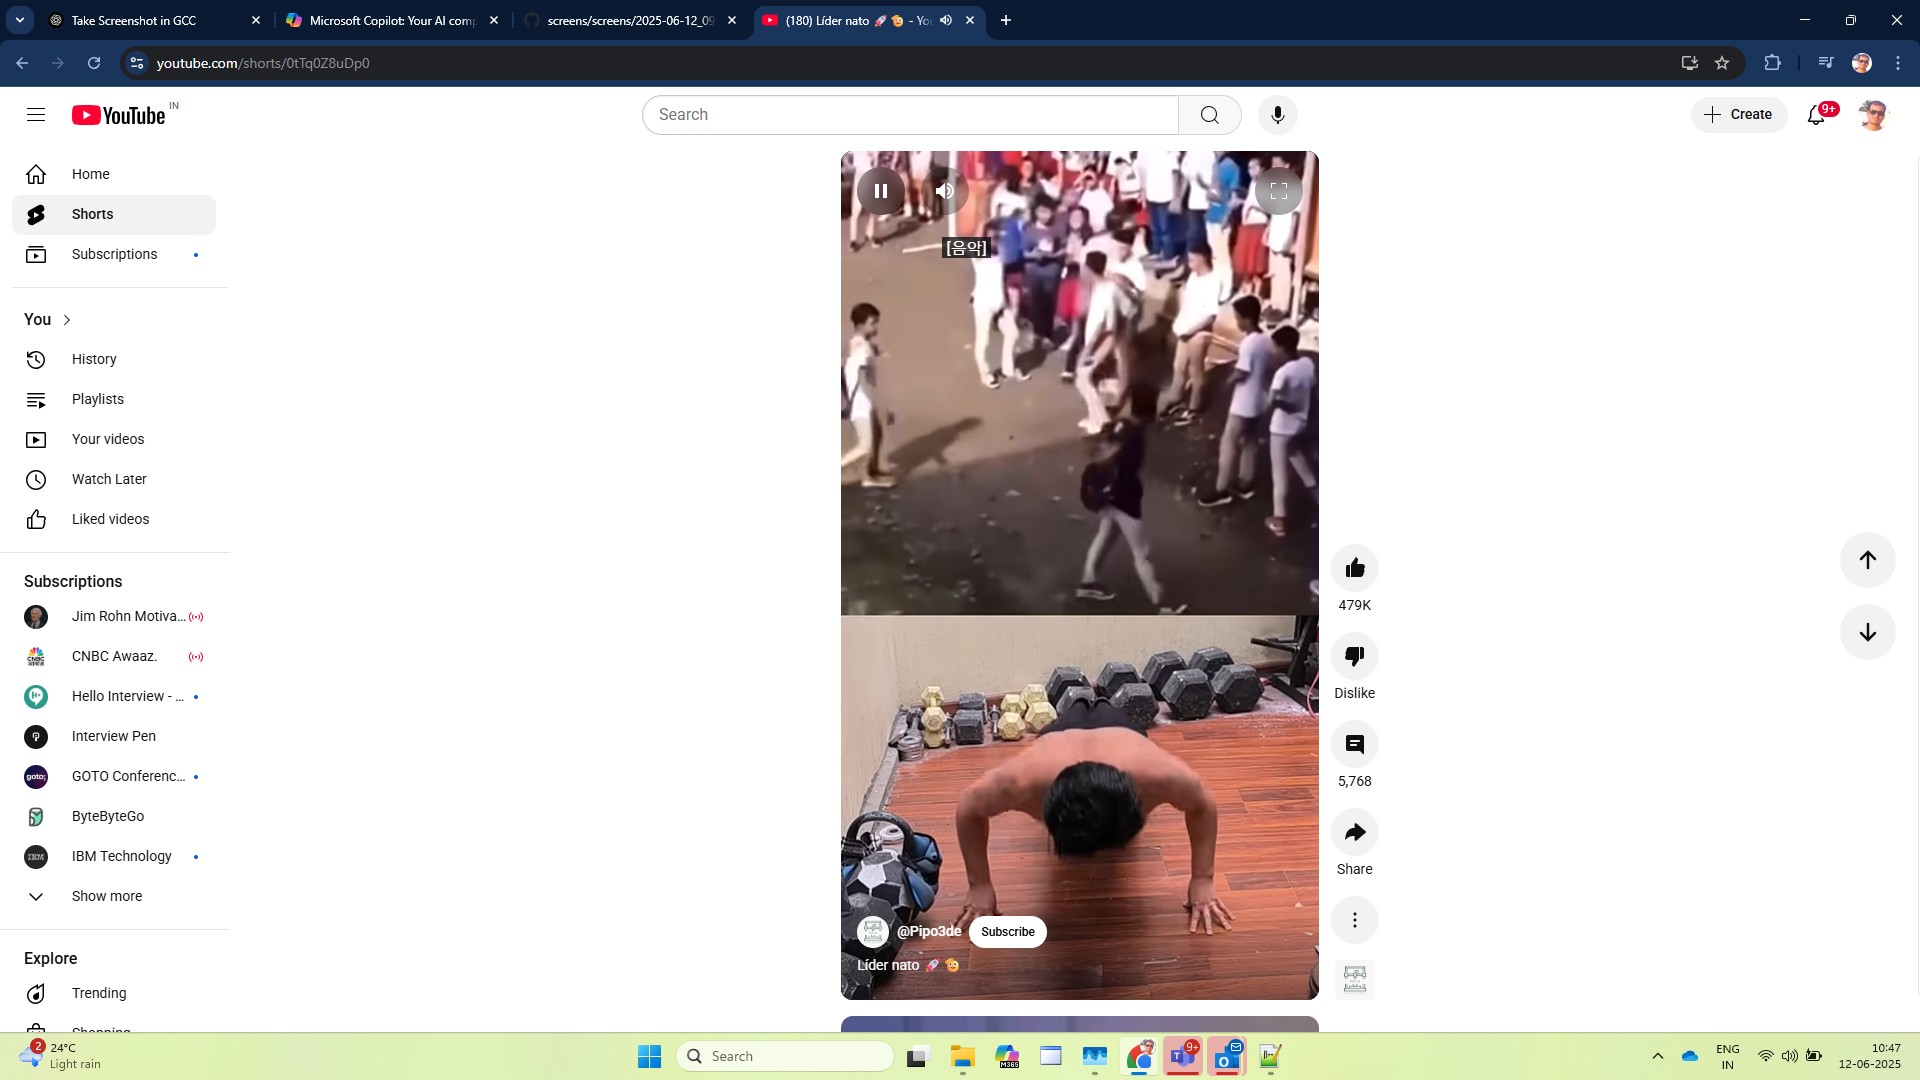 Take Screenshot in GCC
Microsoft Copilot: Your AI comp
screens/screens/2025-06-12_09
(180) Líder nato 🚀🫡 - Yo
youtube.com/shorts/0tTq0Z8uDp0
YouTube
IN
Search
Create
9+
Home
Shorts
Subscriptions
You
History
Playlists
Your videos
Watch Later
Liked videos
Subscriptions
Jim Rohn Motiva...
CNBC Awaaz.
Hello Interview - ...
Interview Pen
GOTO Conferenc...
ByteByteGo
IBM Technology
Show more
Explore
Trending
Shopping
[음악]
@Pipo3de
Subscribe
Líder nato 🚀🫡
479K
Dislike
5,768
Share
2
24°C
Light rain
Search
M365
9+
ENG
IN
10:47
12-06-2025